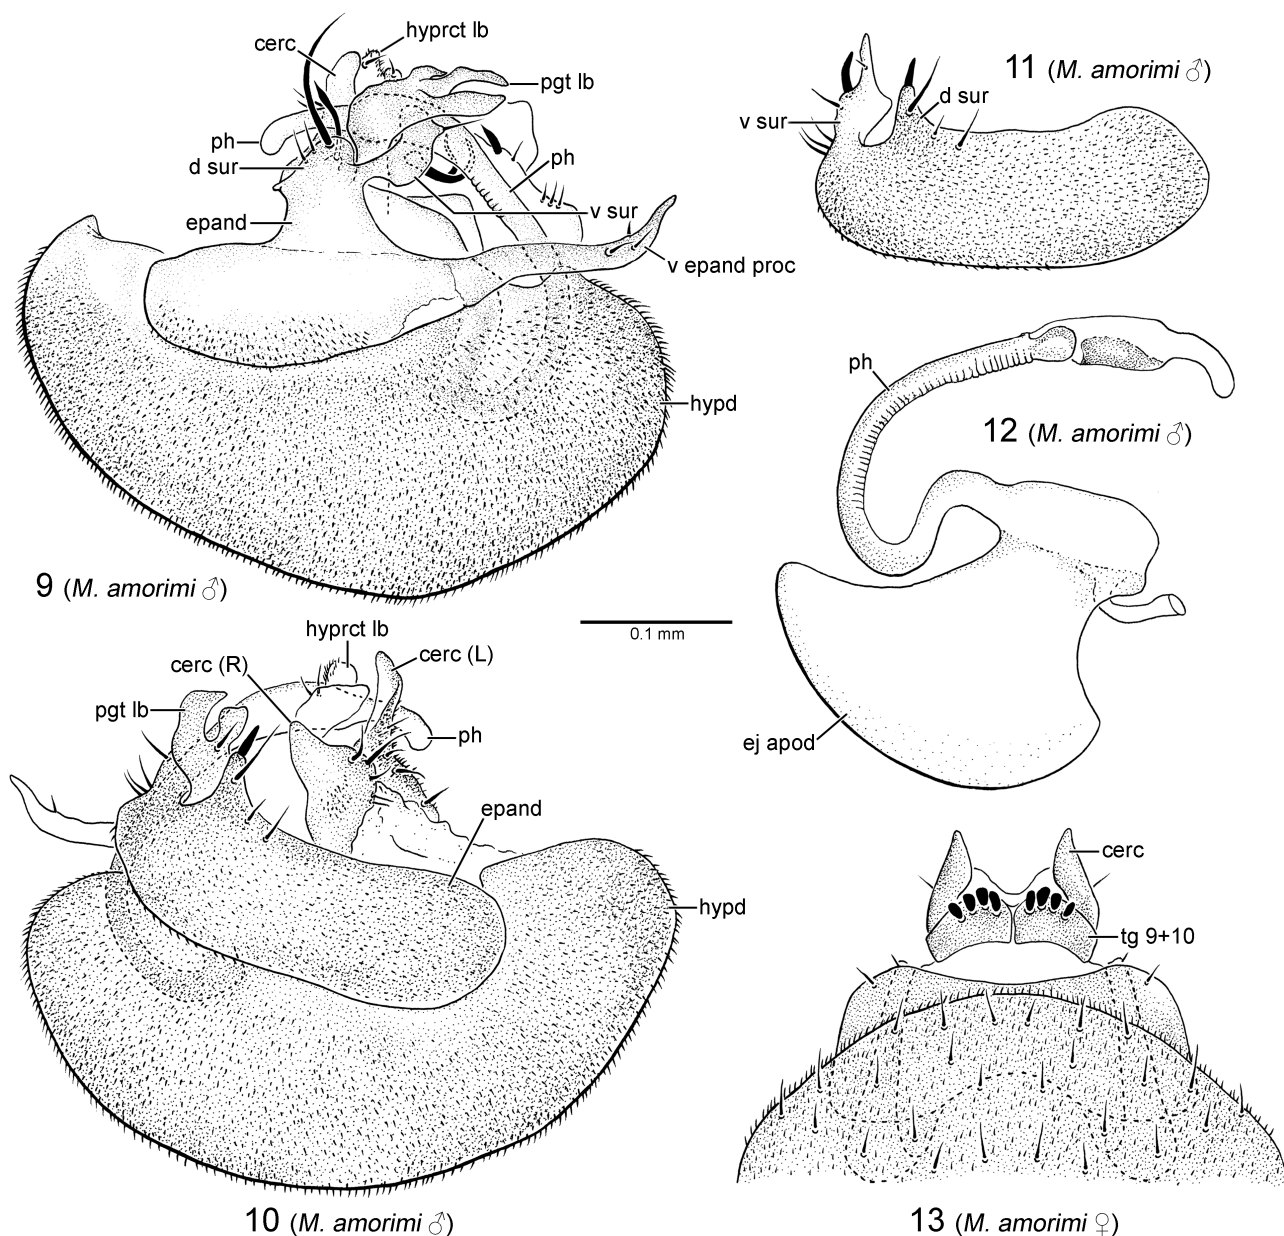 cerc
hyprct lb
pgt lb
ph
d sur
ph
epand
v sur
v epand proc
hypd
9 (M. amorimi ♂)
11 (M. amorimi ♂)
d sur
v sur
ph
12 (M. amorimi ♂)
ej apod
0.1 mm
hyprct lb
cerc (R)
cerc (L)
pgt lb
ph
epand
hypd
10 (M. amorimi ♂)
cerc
tg 9+10
13 (M. amorimi ♀)